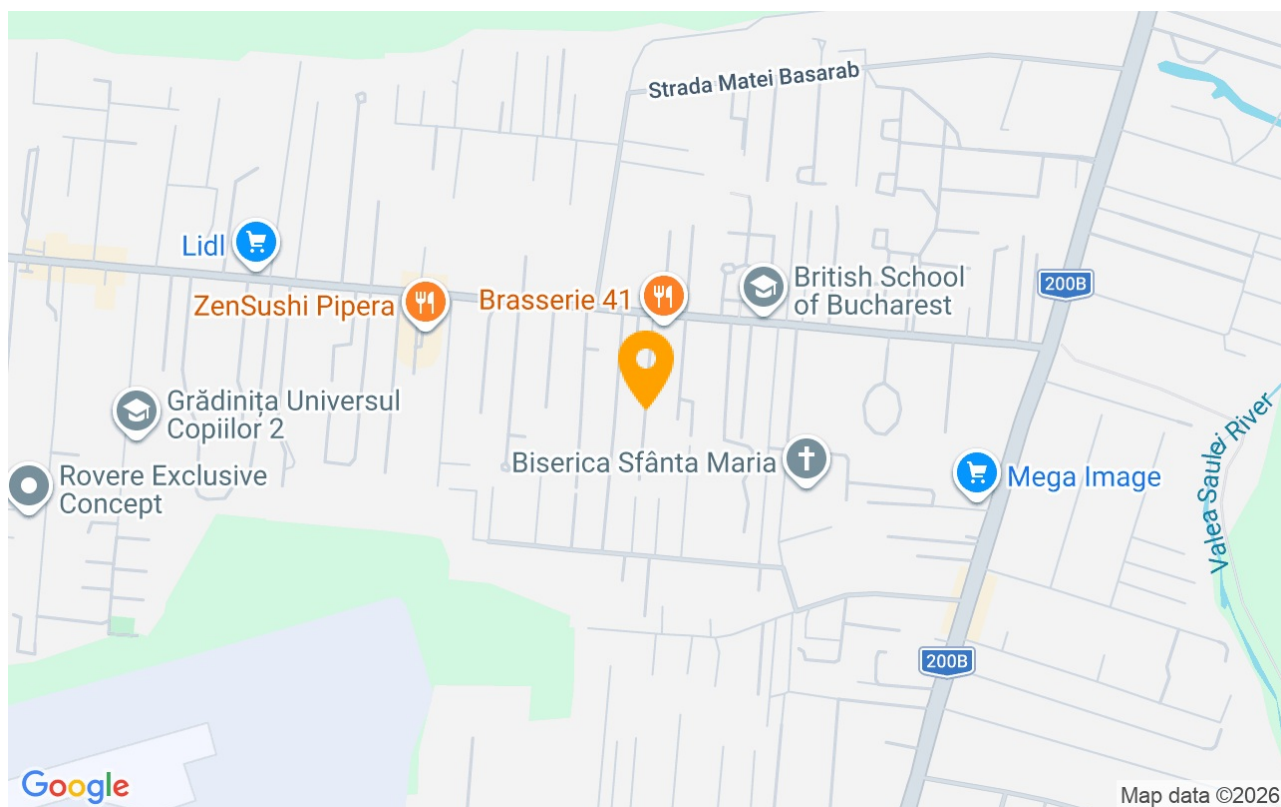 Strada Matei Basarab
Lidl
ZenSushi Pipera
Brasserie 41
British School
of Bucharest
200B
Grădinița Universul
Copiilor 2
Rovere Exclusive
Concept
Biserica Sfânta Maria
Mega Image
Valea Saulei River
200B
Google
Map data ©2026